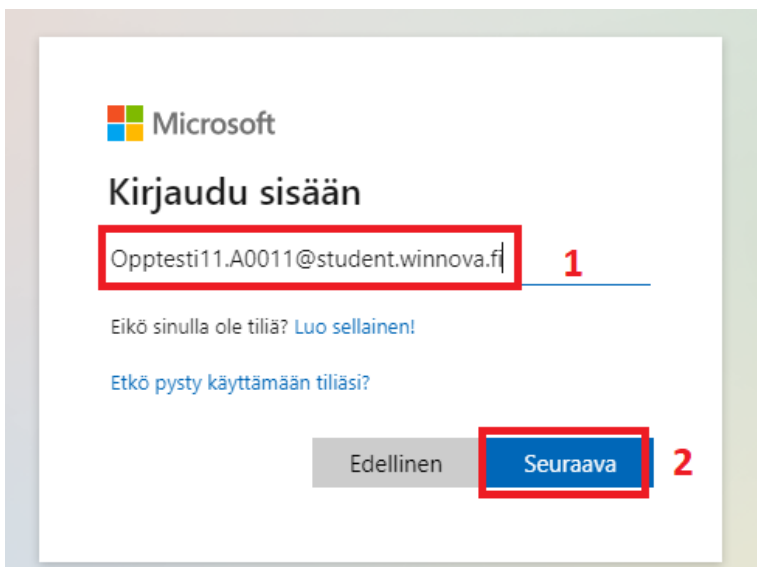 Microsoft
Kirjaudu sisään
Opptesti11.A0011@student.winnova.fi 1
Eikö sinulla ole tiliä? Luo sellainen!
Etkö pysty käyttämään tiliäsi?
Edellinen Seuraava 2